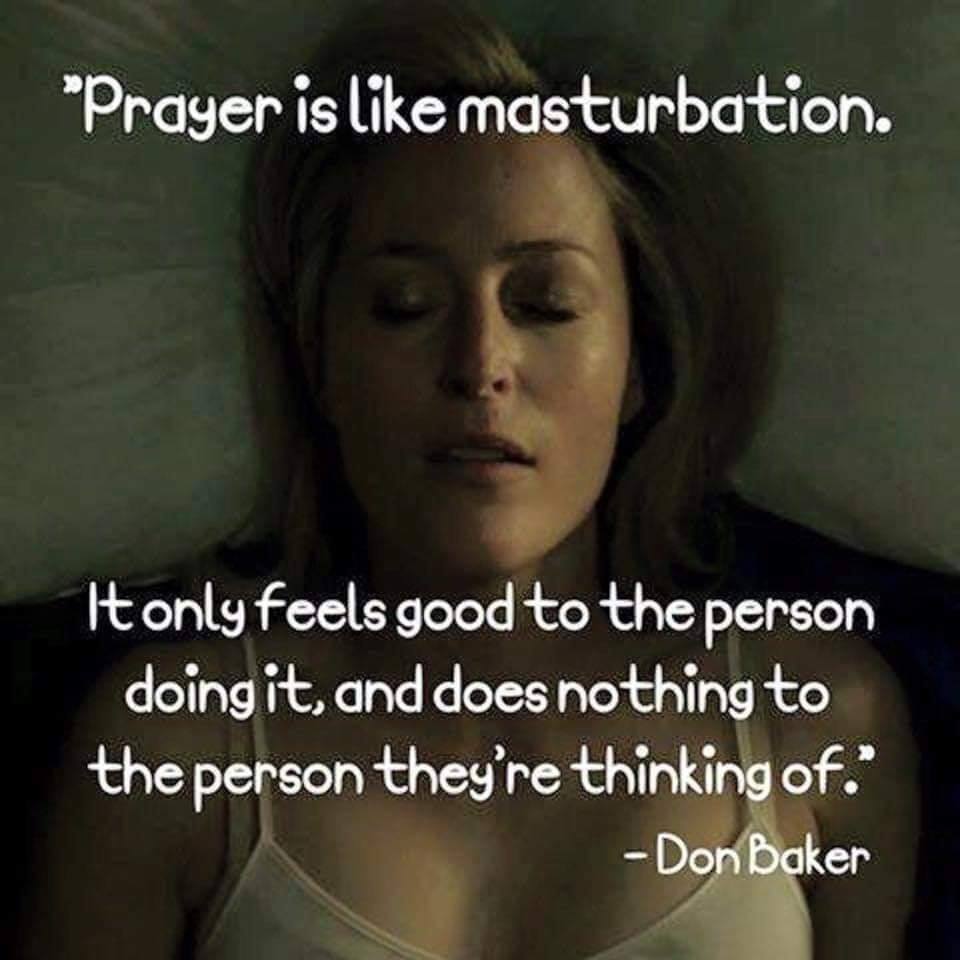 "Prayer is like masturbation.
It only feels good to the person
doing it, and does nothing to
the person they're thinking of."
- Don Baker